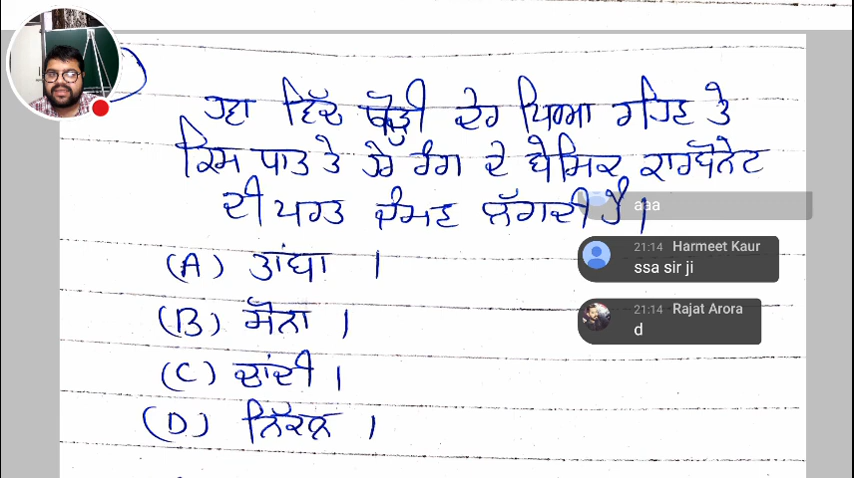 ਹਵਾ ਵਿੱਚ ਥੋੜੀ ਦੇਰ ਪਿਆ ਰਹਿਣ ਤੇ
ਕਿਸ ਧਾਤ ਤੇ ਹਰੇ ਰੰਗ ਦੇ ਬੇਸਿਕ ਕਾਰਬੋਨੇਟ
ਦੀ ਪਰਤ ਜੰਮਣ ਲੱਗਦੀ ਹੈ।
aaa
(A) ਤਾਂਬਾ ।
21:14 Harmeet Kaur
ssa sir ji
(B) ਸੋਨਾ ।
21:14 Rajat Arora
d
(C) ਚਾਂਦੀ ।
(D) ਨਿੱਕਲ ।